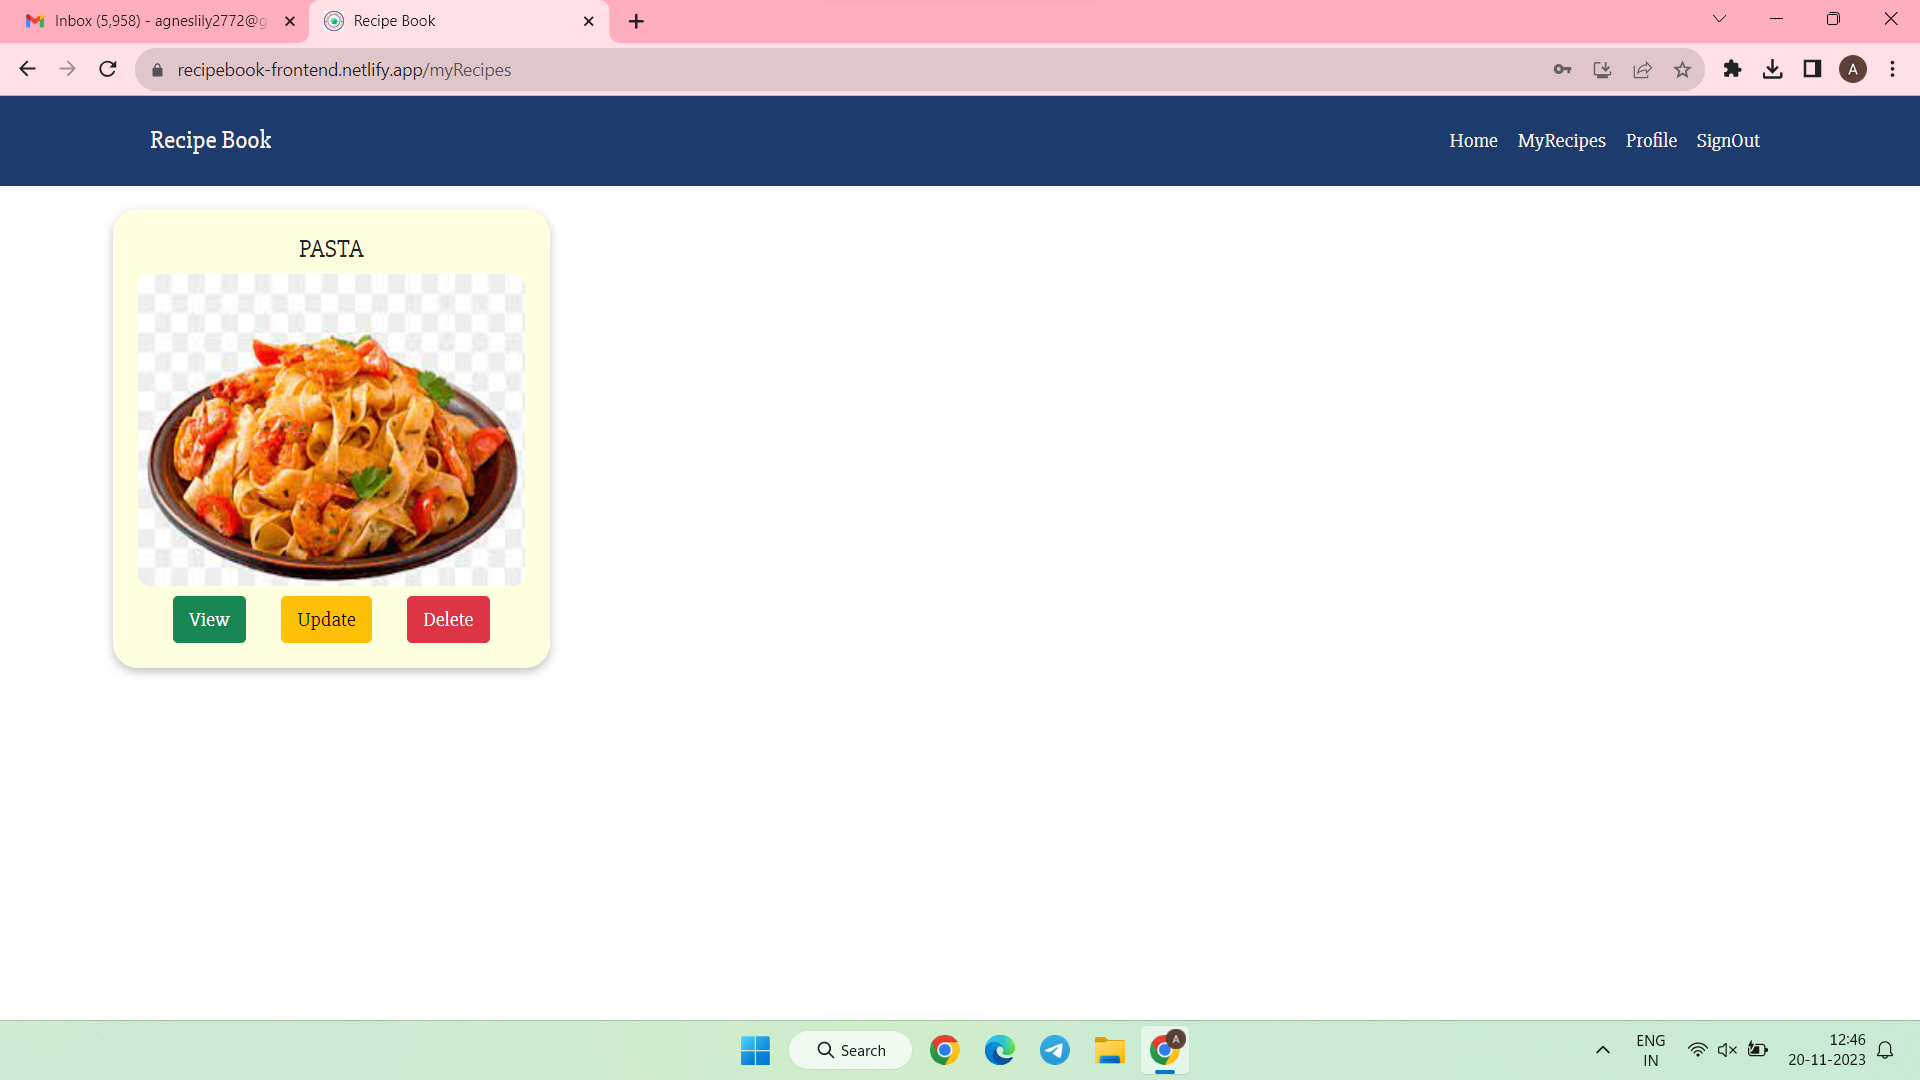 Inbox (5,958) - agneslily2772@g
Recipe Book
recipebook-frontend.netlify.app/myRecipes
A
Recipe Book
Home MyRecipes Profile SignOut
PASTA
View Update Delete
Search
A
ENG
IN
12:46
20-11-2023